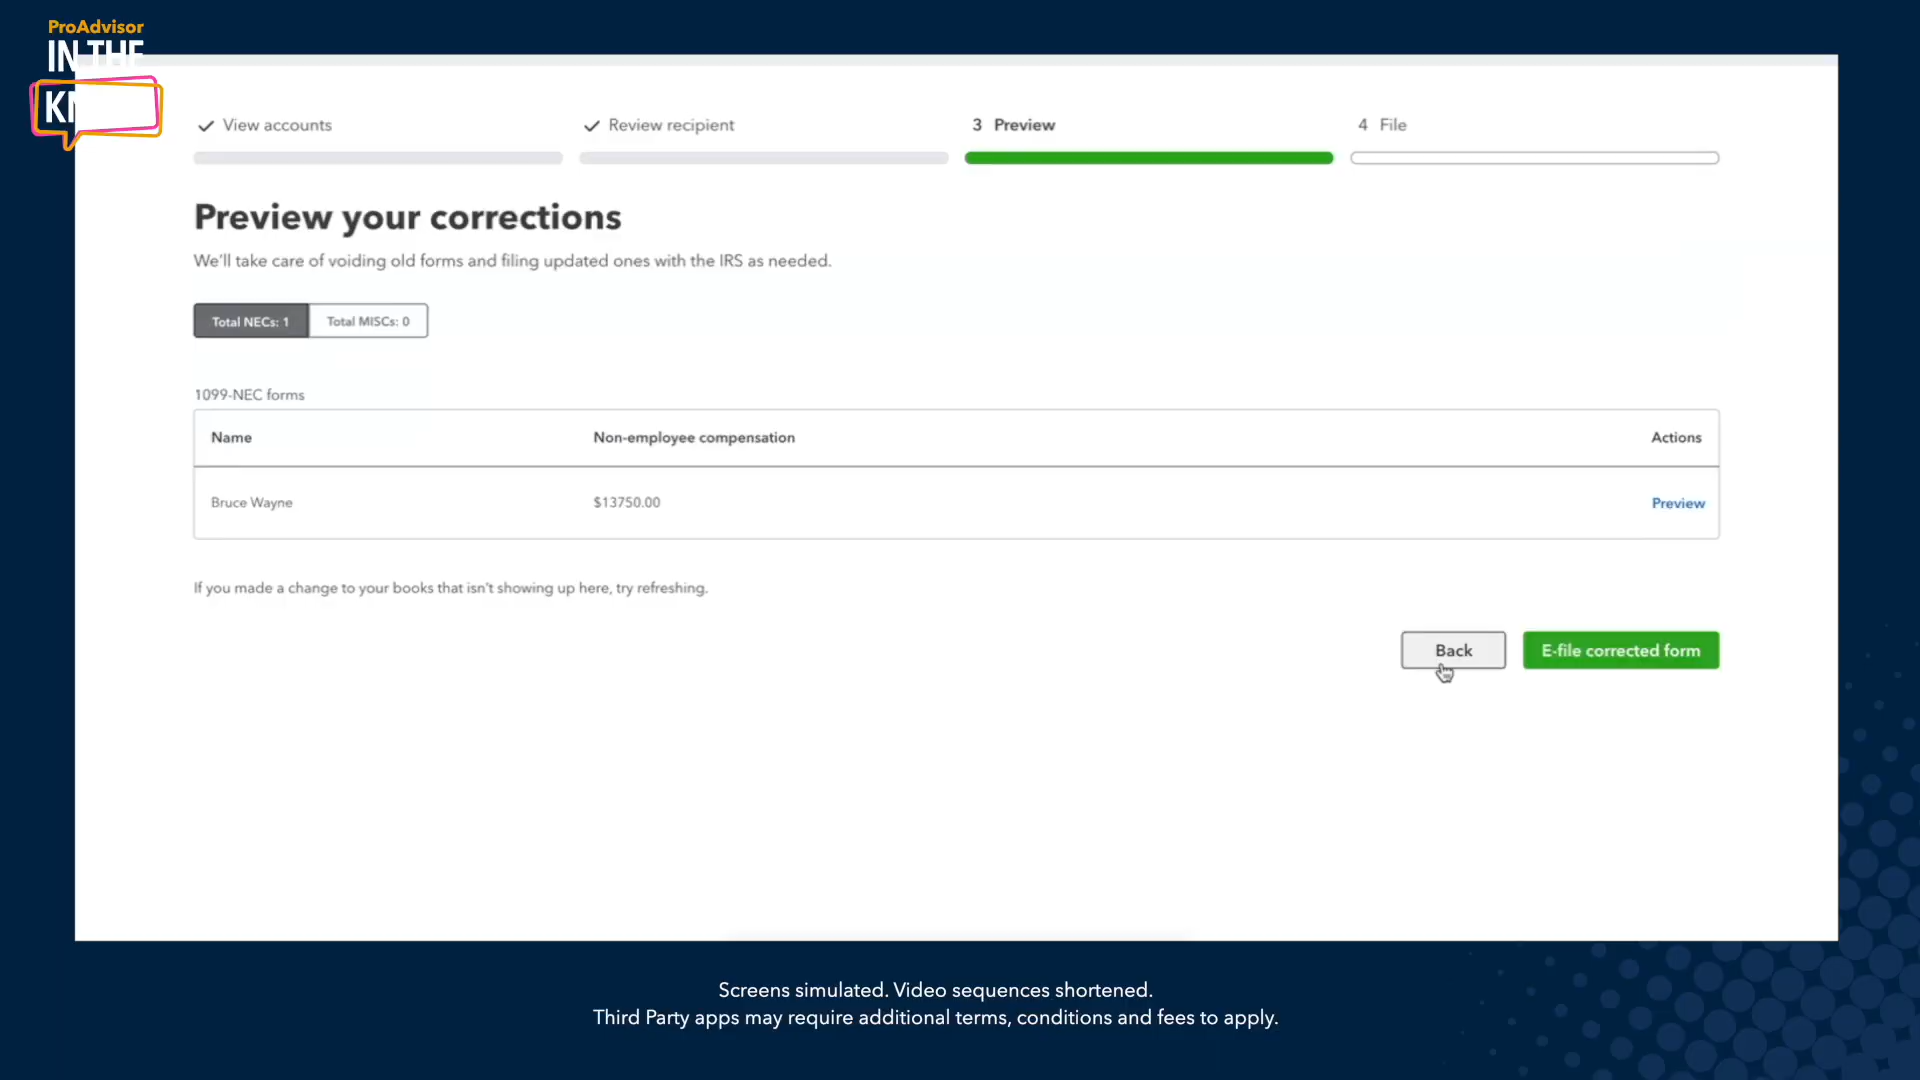 ProAdvisor
IN THE
View accounts
Review recipient
3 Preview
4 File
Preview your corrections
We'll take care of voiding old forms and filing updated ones with the IRS as needed.
Total NECs: 1
Total MISCs: 0
1099-NEC forms
Name
Non-employee compensation
Actions
Bruce Wayne
$13750.00
Preview
If you made a change to your books that isn't showing up here, try refreshing.
Back
E-file corrected form
Screens simulated. Video sequences shortened.
Third Party apps may require additional terms, conditions and fees to apply.